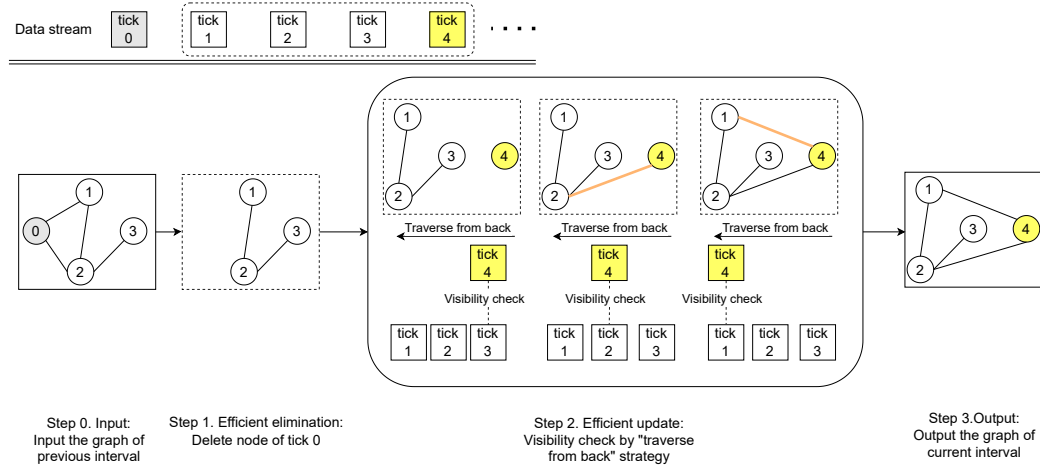 Data stream
tick
0
tick
1
tick
2
tick
3
tick
4
1
0
3
2
1
3
2
1
3
4
2
1
3
4
2
1
3
4
2
1
3
4
2
Traverse from back
Traverse from back
Traverse from back
tick
4
tick
4
tick
4
Visibility check
Visibility check
Visibility check
tick
1
tick
2
tick
3
tick
1
tick
2
tick
3
tick
1
tick
2
tick
3
Step 0. Input:
Input the graph of
previous interval
Step 1. Efficient elimination:
Delete node of tick 0
Step 2. Efficient update:
Visibility check by "traverse
from back" strategy
Step 3.Output:
Output the graph of
current interval